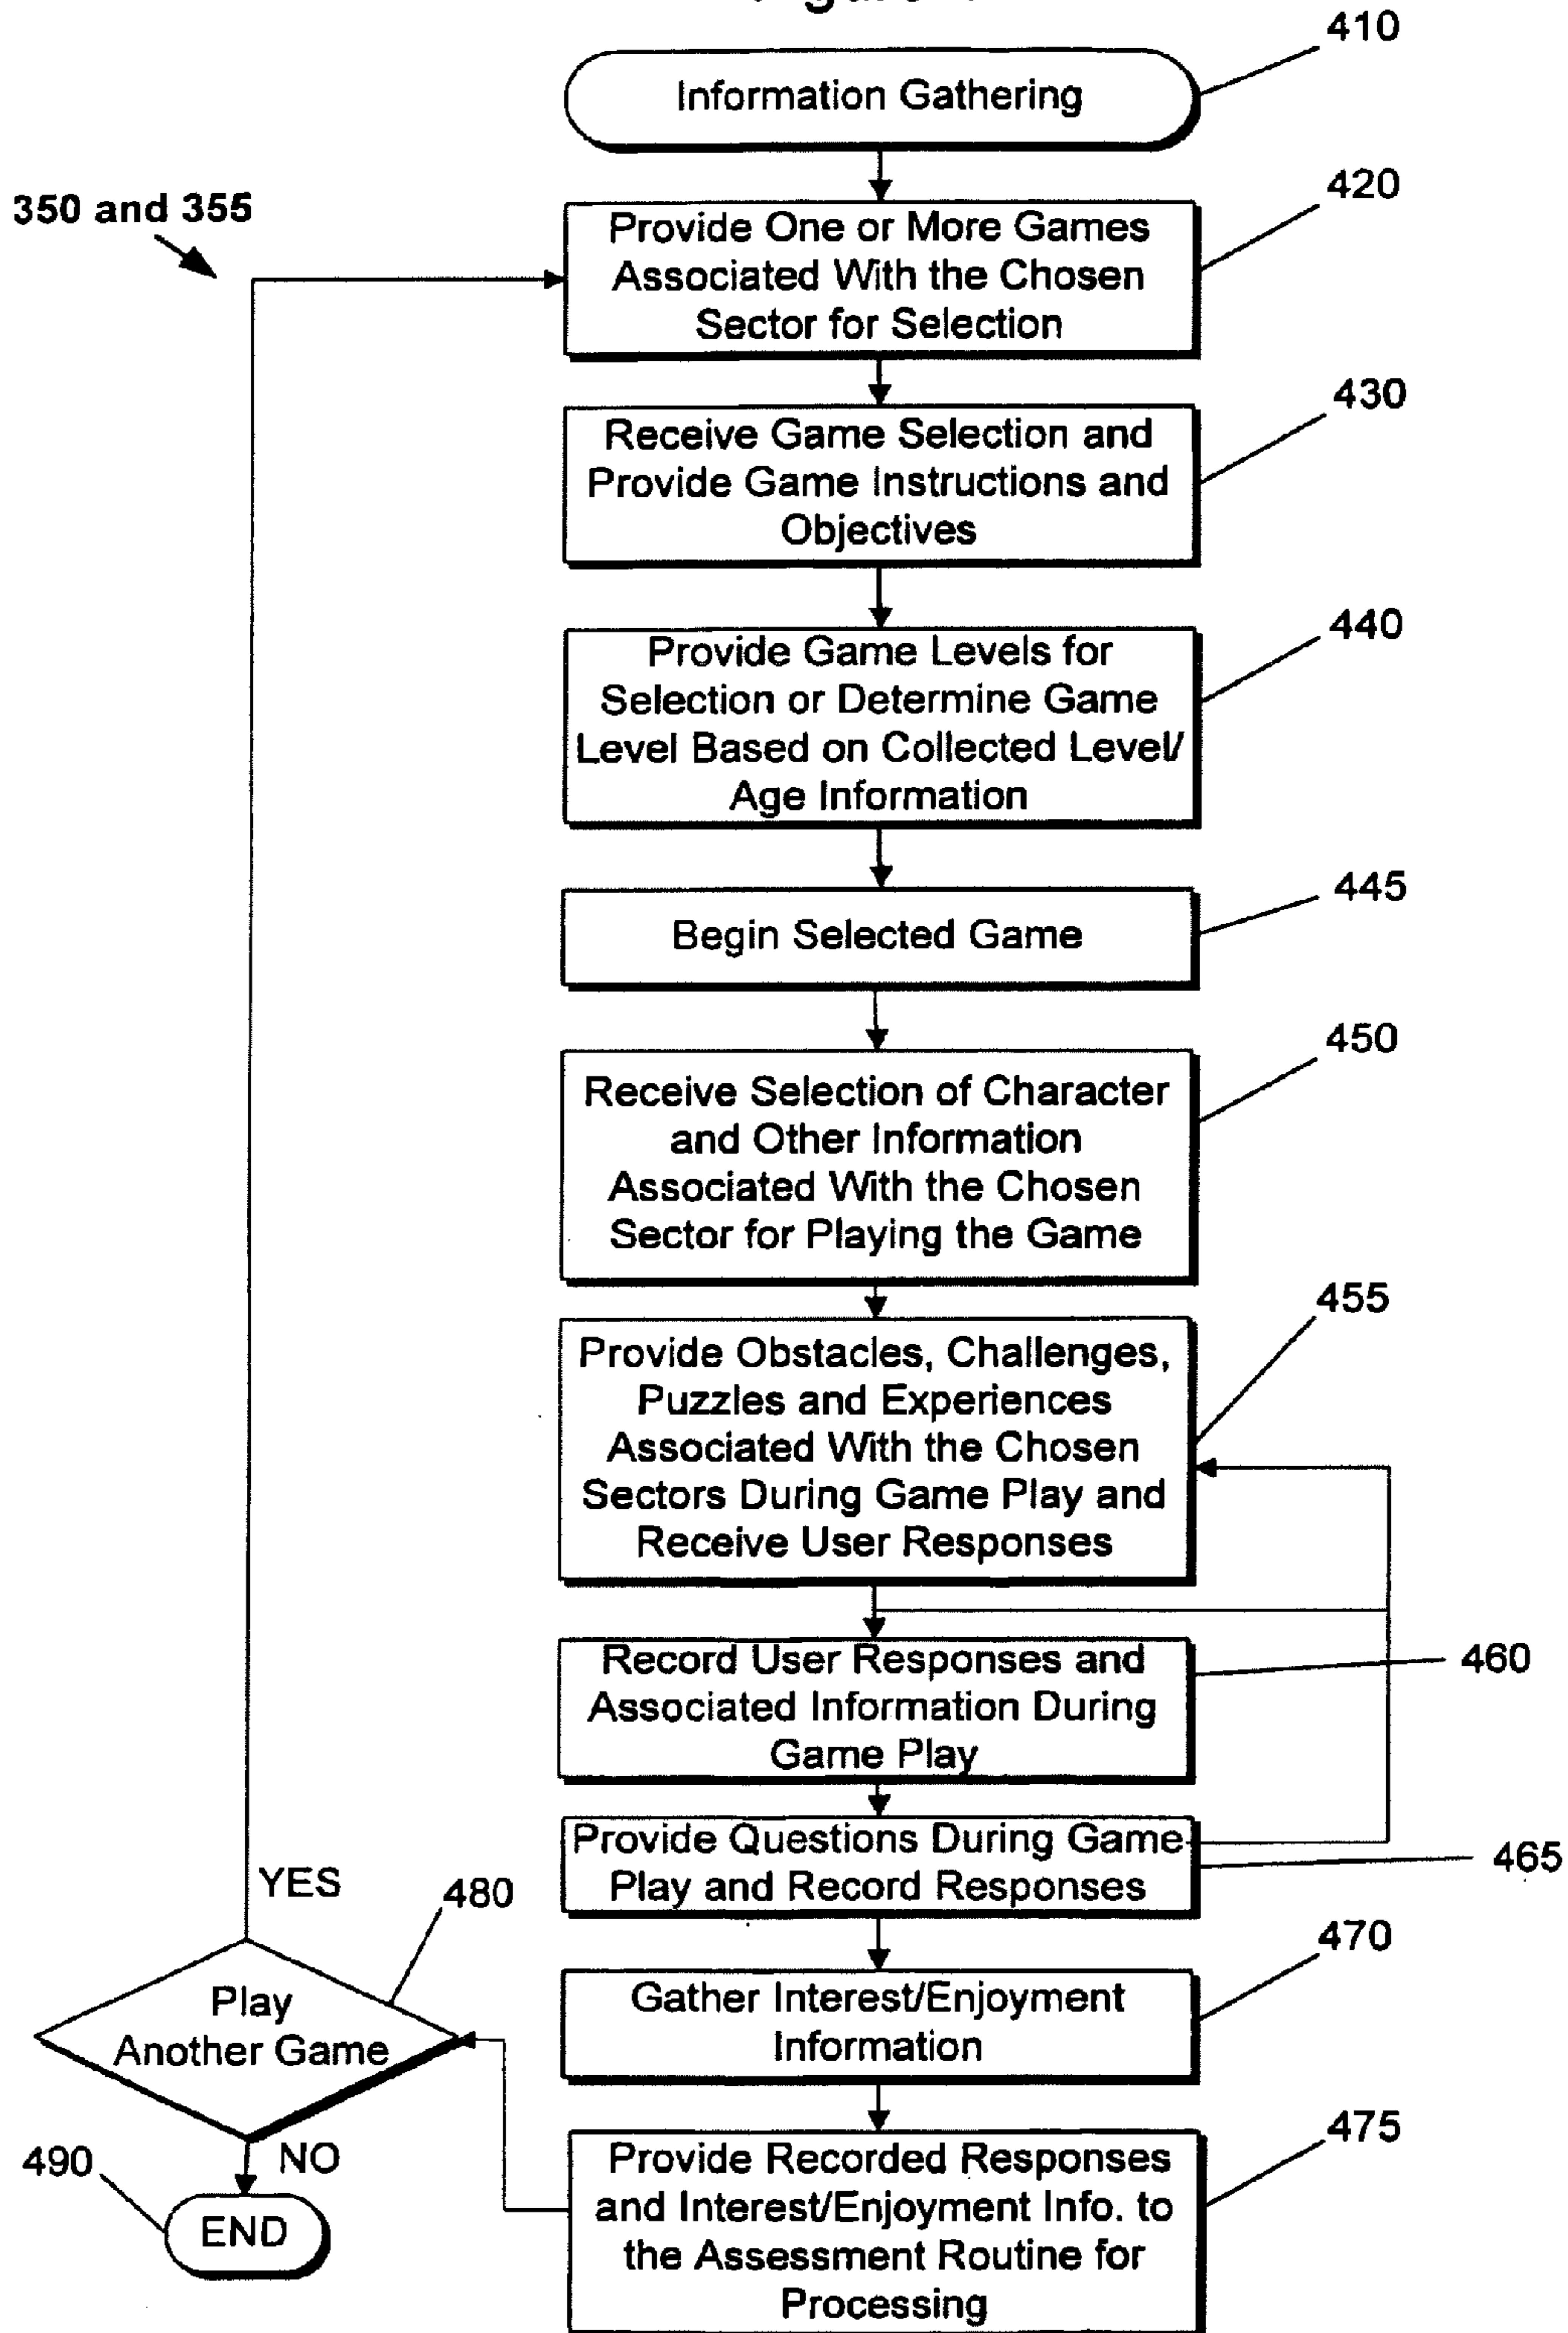 410
Information Gathering
420
350 and 355
Provide One or More Games
Associated With the Chosen
Sector for Selection
430
Receive Game Selection and
Provide Game Instructions and
Objectives
440
Provide Game Levels for
Selection or Determine Game
Level Based on Collected Level/
Age Information
445
Begin Selected Game
450
Receive Selection of Character
and Other Information
Associated With the Chosen
Sector for Playing the Game
455
Provide Obstacles, Challenges,
Puzzles and Experiences
Associated With the Chosen
Sectors During Game Play and
Receive User Responses
460
Record User Responses and
Associated Information During
Game Play
465
Provide Questions During Game
Play and Record Responses
470
Gather Interest/Enjoyment
Information
475
Provide Recorded Responses
and Interest/Enjoyment Info. to
the Assessment Routine for
Processing
480
Play
Another Game
YES
NO
490
END